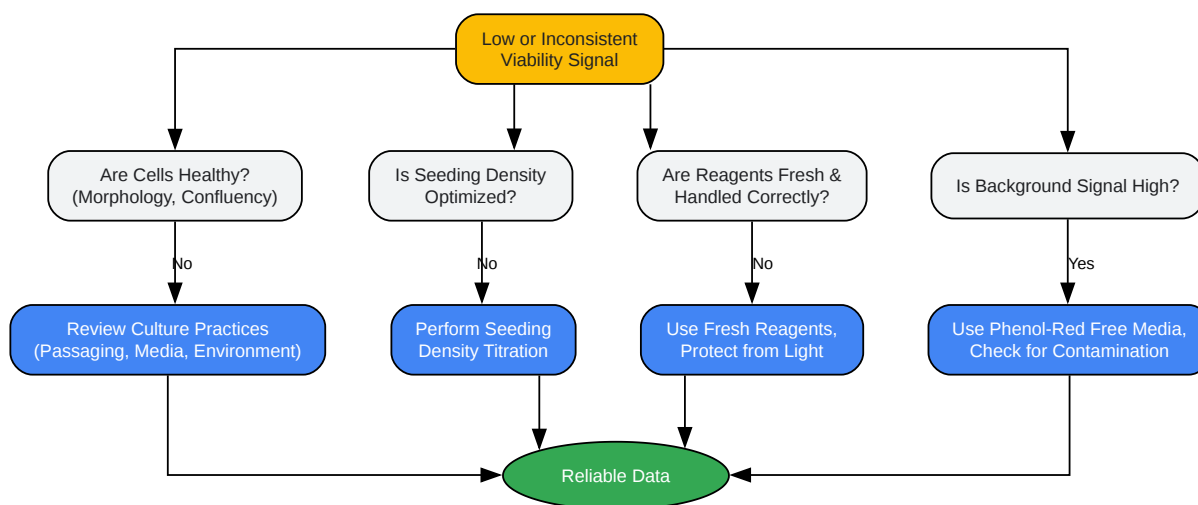 Low or Inconsistent
Viability Signal
Are Cells Healthy?
(Morphology, Confluency)
Is Seeding Density
Optimized?
Are Reagents Fresh &
Handled Correctly?
Is Background Signal High?
No
No
No
Yes
Review Culture Practices
(Passaging, Media, Environment)
Perform Seeding
Density Titration
Use Fresh Reagents,
Protect from Light
Use Phenol-Red Free Media,
Check for Contamination
Reliable Data